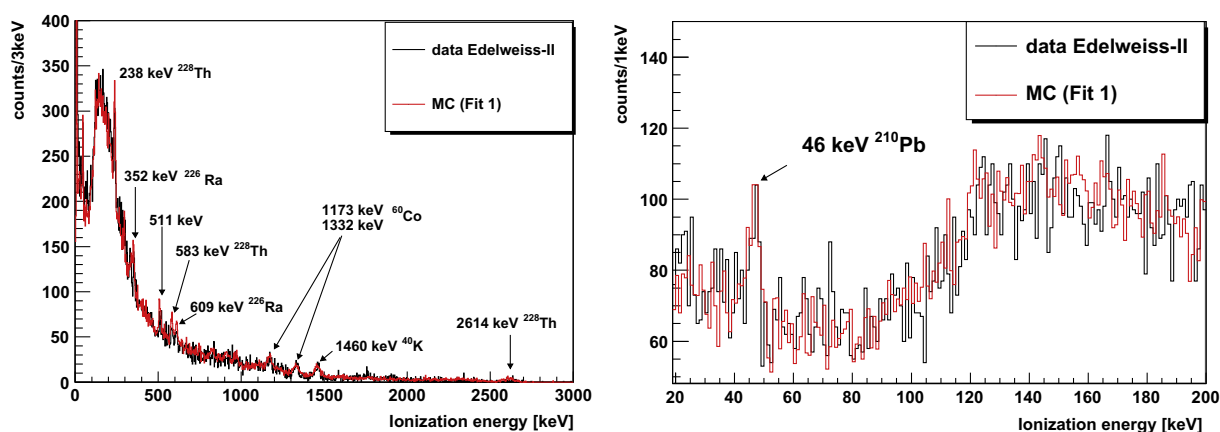 counts/3keV
400
350
300
250
200
150
100
50
0
0 500 1000 1500 2000 2500 3000
Ionization energy [keV]
data Edelweiss-II
MC (Fit 1)
238 keV ²²⁸Th
352 keV ²²⁶ Ra
511 keV
583 keV ²²⁸Th
609 keV ²²⁶Ra
1173 keV ⁶⁰Co
1332 keV
1460 keV ⁴⁰K
2614 keV ²²⁸Th
counts/1keV
140
120
100
80
60
20 40 60 80 100 120 140 160 180 200
Ionization energy [keV]
data Edelweiss-II
MC (Fit 1)
46 keV ²¹⁰Pb